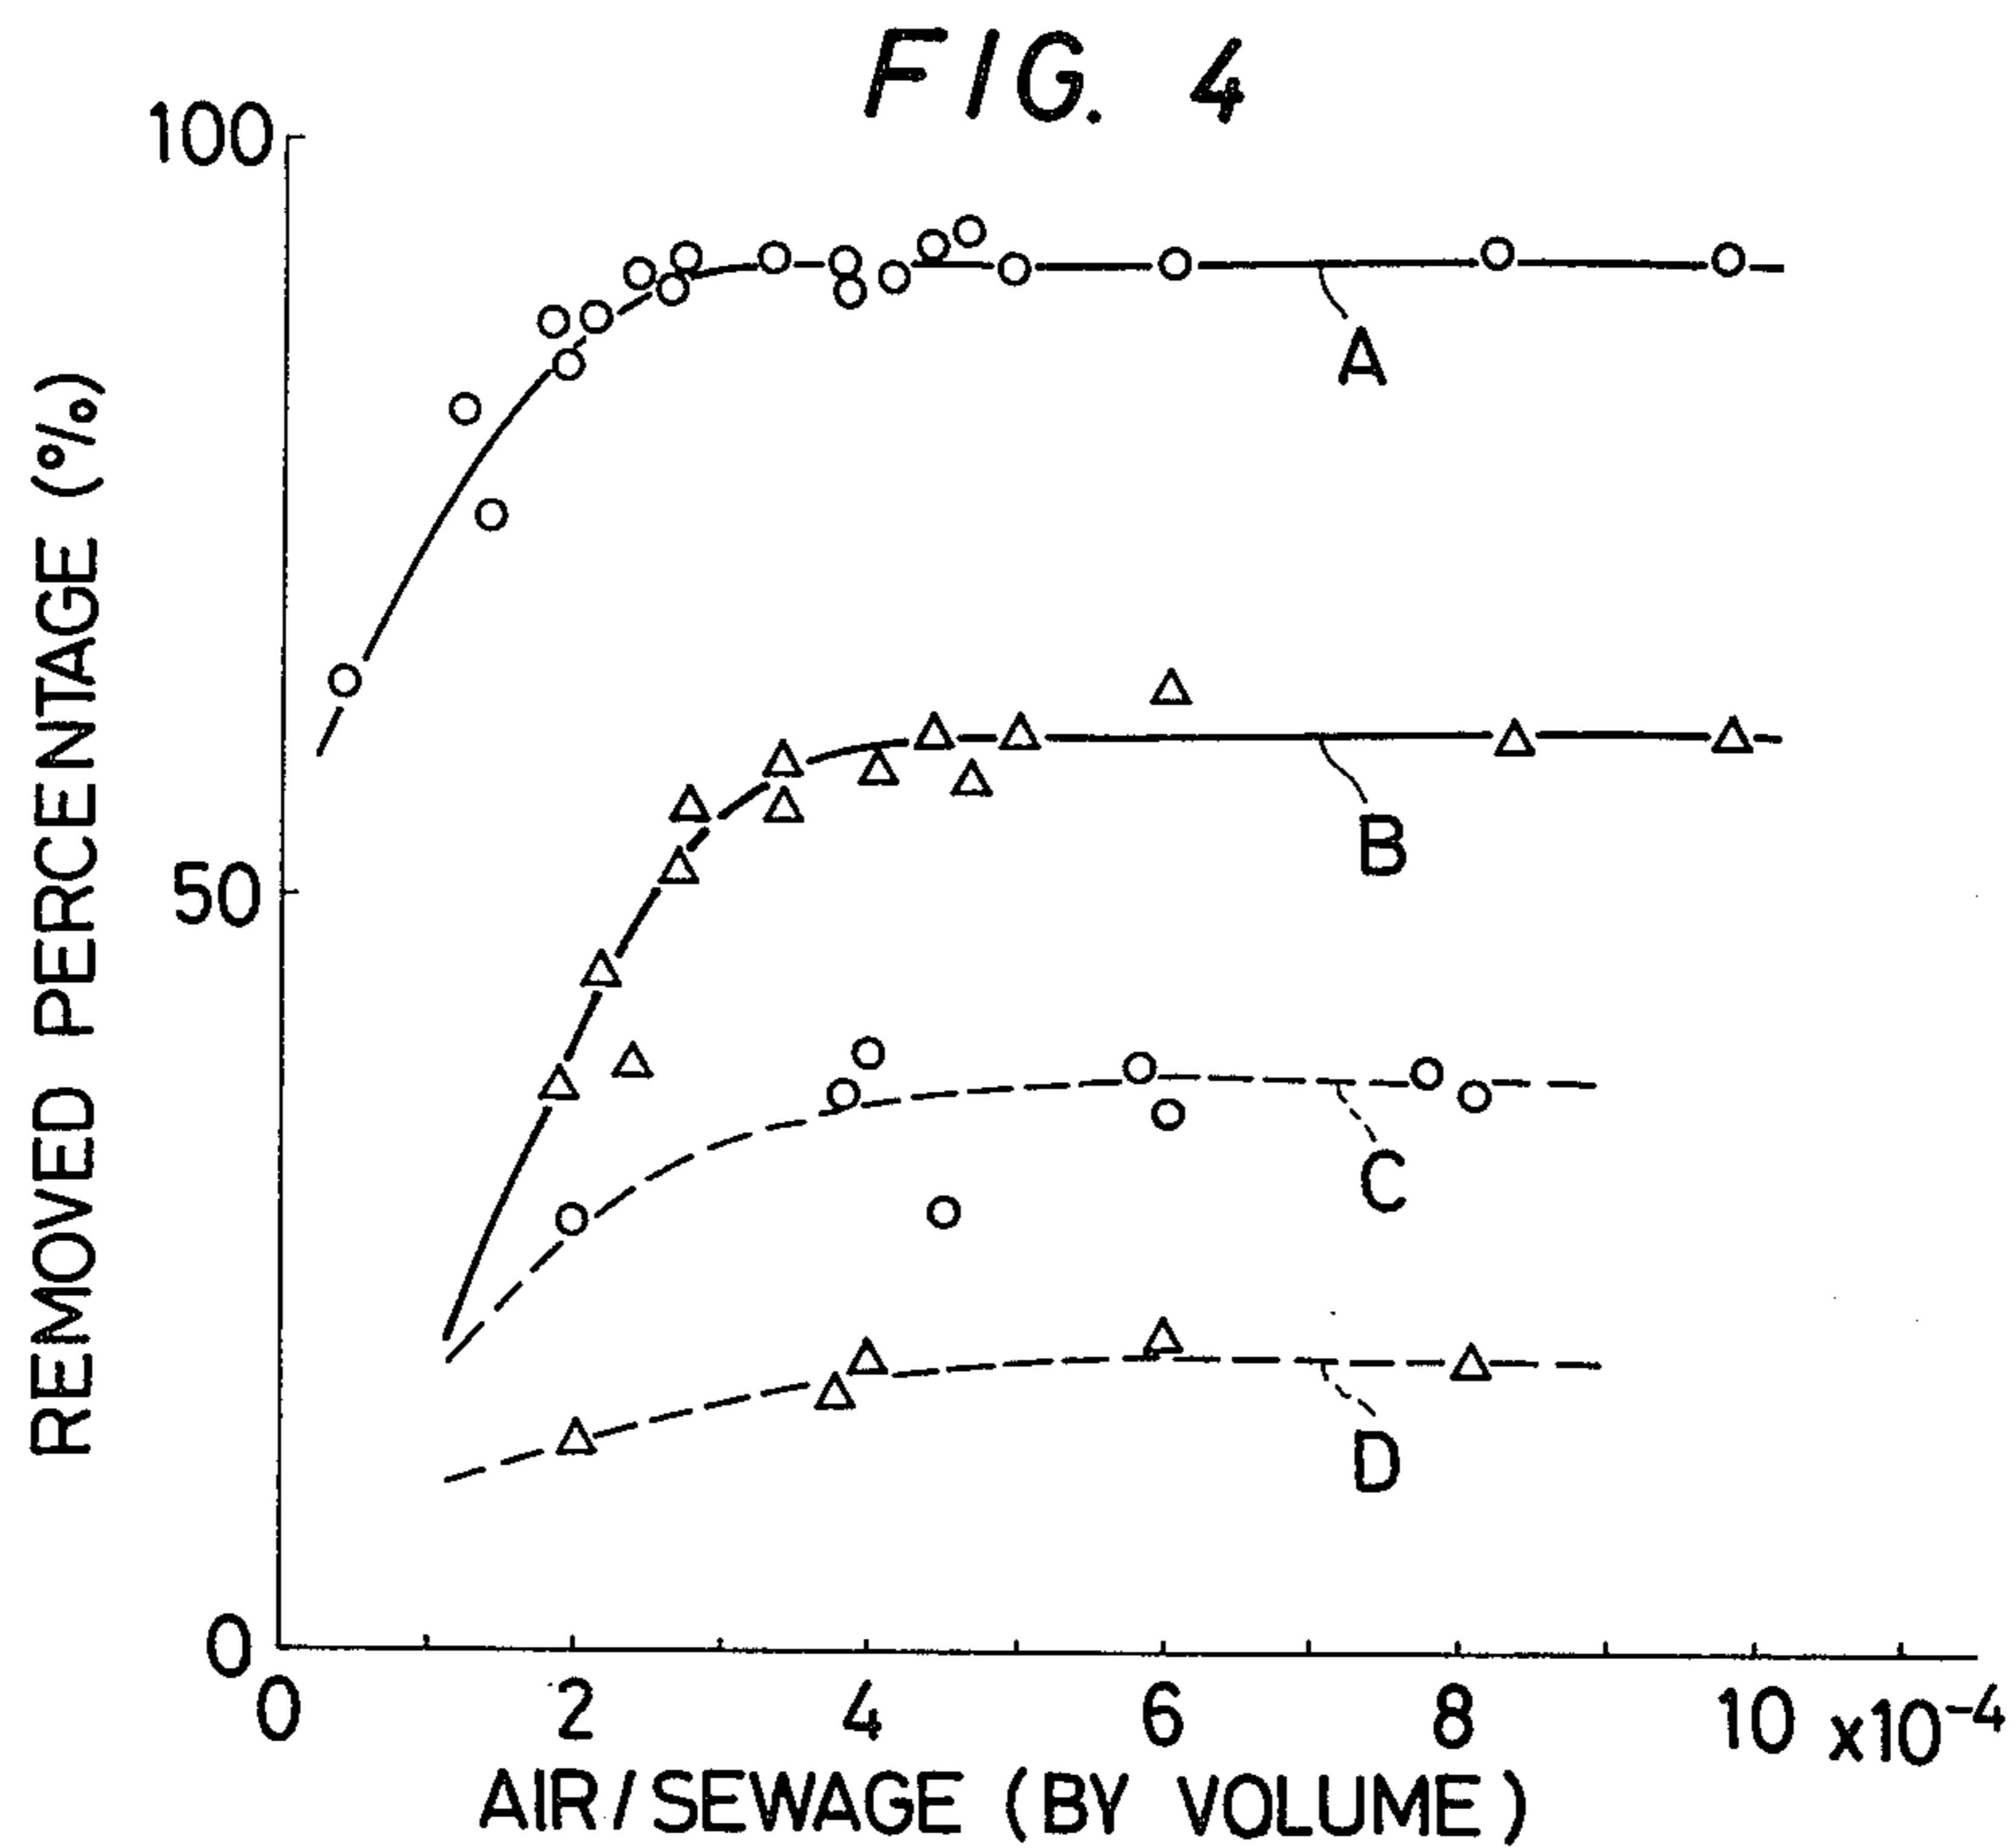 FIG. 4
REMOVED PERCENTAGE (%)
100
50
0
A
B
C
D
0 2 4 6 8 10 x10⁻⁴
AIR/SEWAGE (BY VOLUME)